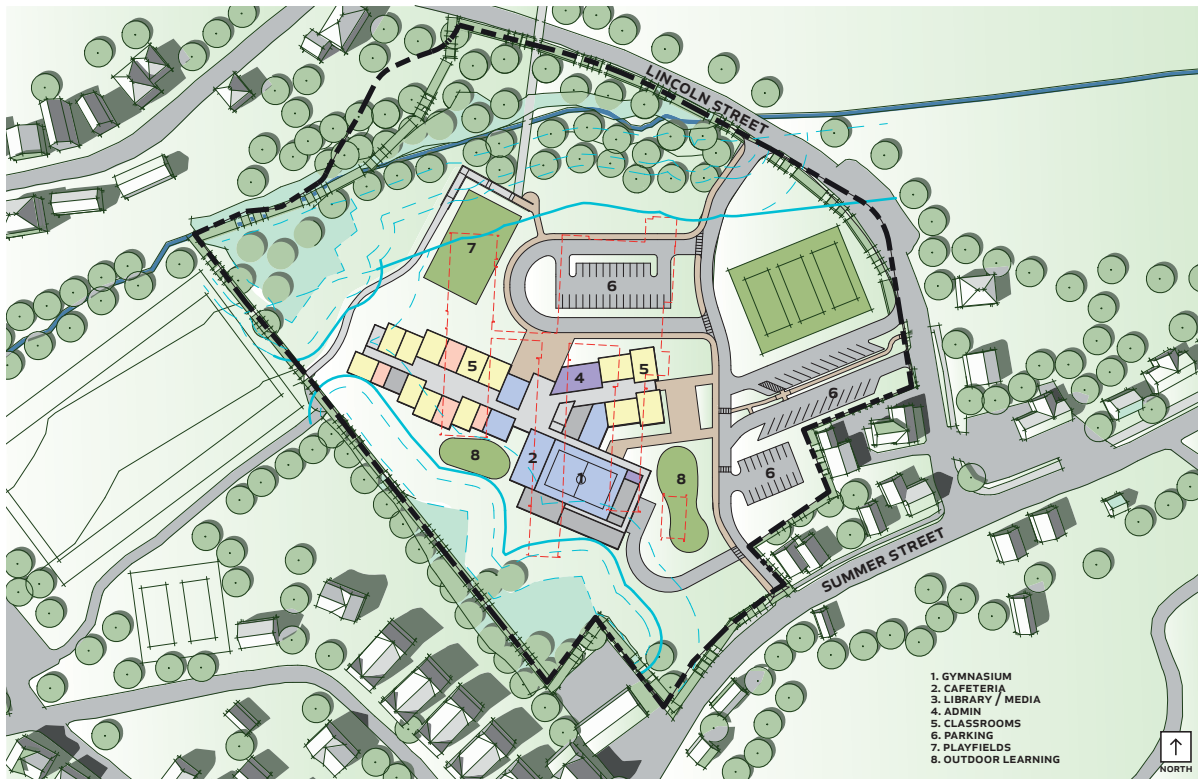 LINCOLN STREET
7
6
5
4
5
6
8
2
1
8
6
SUMMER STREET
1. GYMNASIUM
2. CAFETERIA
3. LIBRARY / MEDIA
4. ADMIN
5. CLASSROOMS
6. PARKING
7. PLAYFIELDS
8. OUTDOOR LEARNING
NORTH